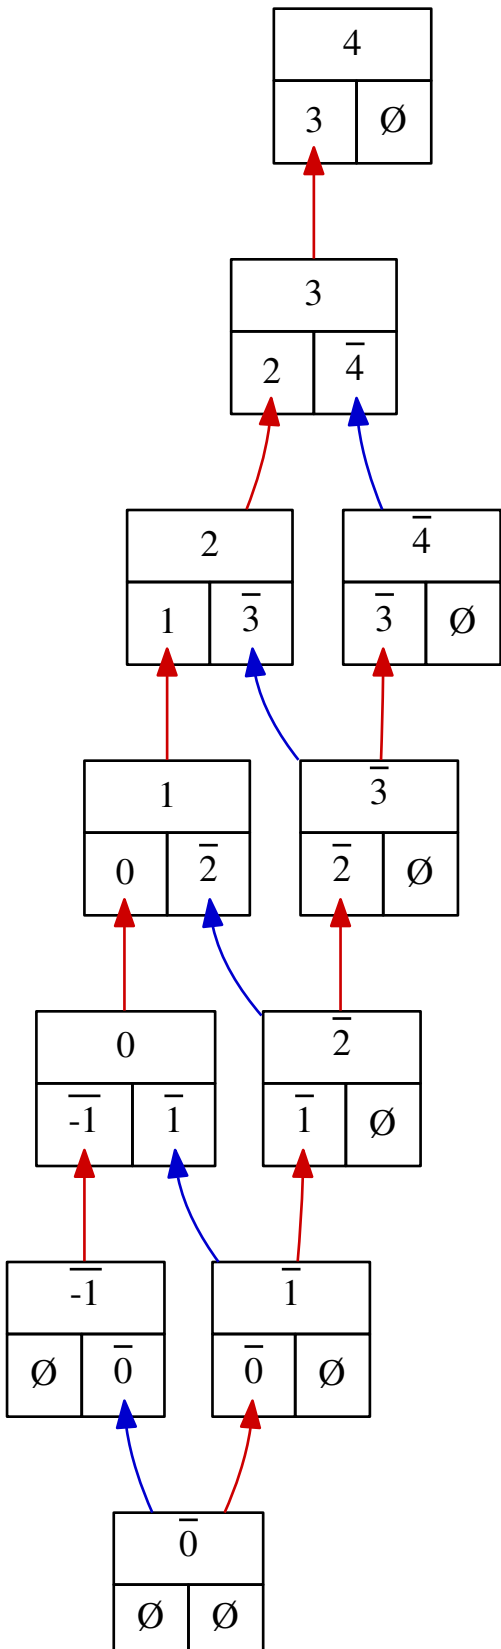 4
3 Ø
3
2 4̅
2 4̅
1 3̅ 3̅ Ø
1 3̅
0 2̅ 2̅ Ø
0 2̅
-̅1̅ 1̅ 1̅ Ø
-̅1̅ 1̅
Ø 0̅ 0̅ Ø
0̅
Ø Ø